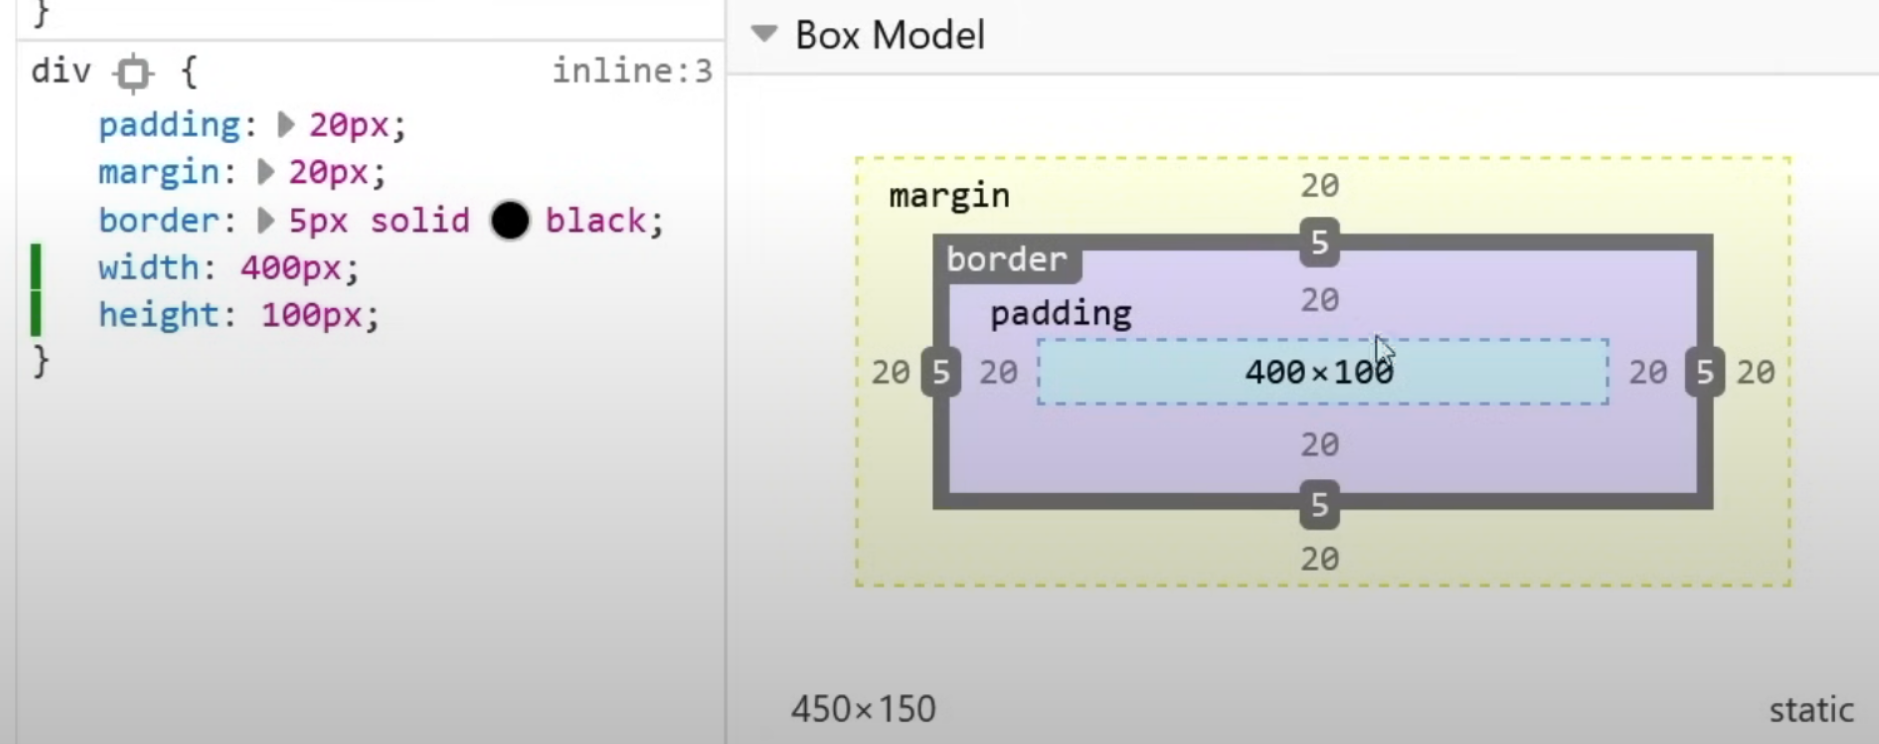 }
div {
inline:3
padding: 20px;
margin: 20px;
border: 5px solid black;
width: 400px;
height: 100px;
}
Box Model
margin
20
border
5
padding
20
20 5 20 400×100 20 5 20
20
5
20
450×150
static